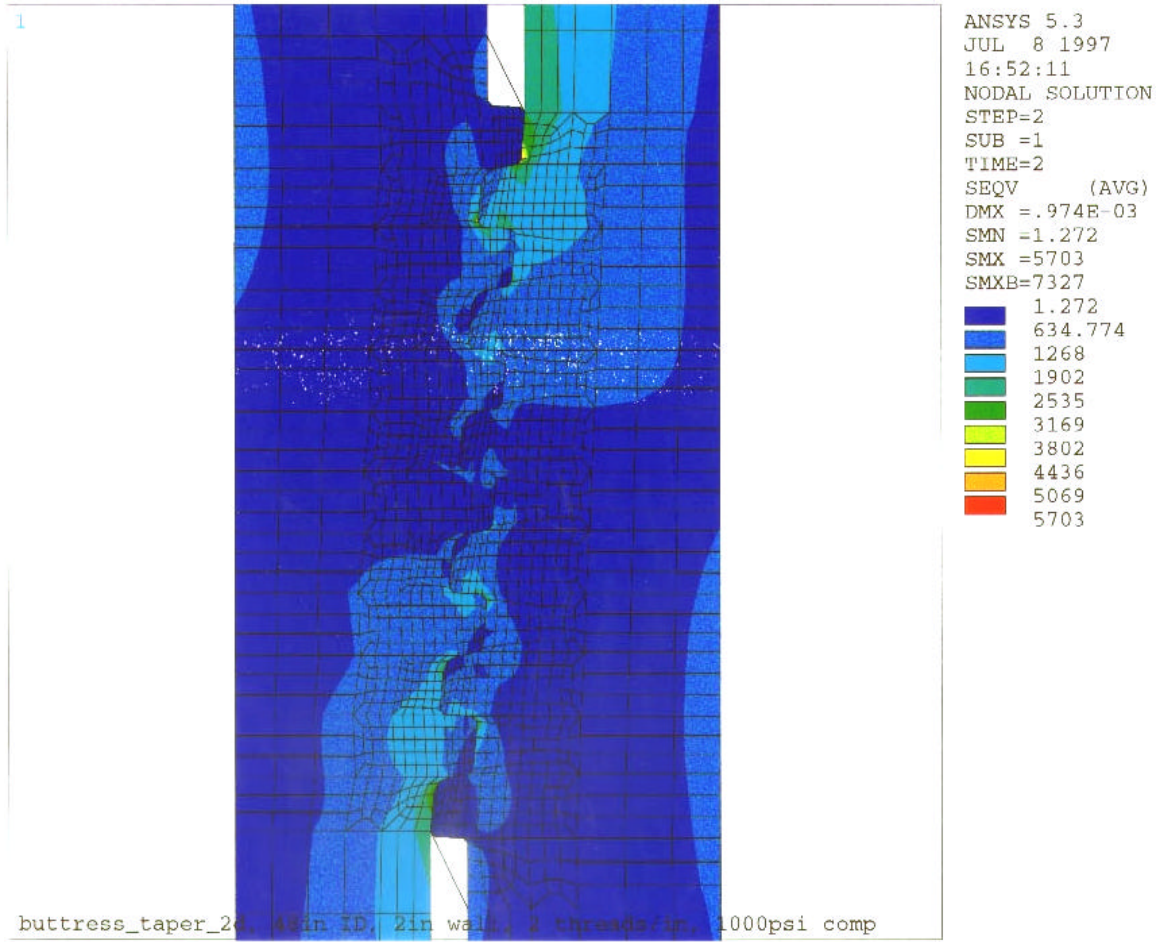 1
ANSYS 5.3
JUL 8 1997
16:52:11
NODAL SOLUTION
STEP=2
SUB =1
TIME=2
SEQV (AVG)
DMX =.974E-03
SMN =1.272
SMX =5703
SMXB=7327
1.272
634.774
1268
1902
2535
3169
3802
4436
5069
5703
buttress_taper_2d, ID, 2in wall, 2 threads/in, 1000psi comp